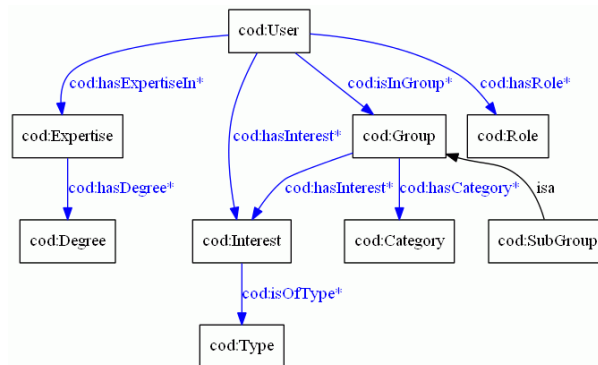 cod:User
cod:hasExpertiseIn*
cod:isInGroup*
cod:hasRole*
cod:Expertise
cod:hasInterest*
cod:Group
cod:Role
cod:hasDegree*
cod:hasInterest*
cod:hasCategory*
isa
cod:Degree
cod:Interest
cod:Category
cod:SubGroup
cod:isOfType*
cod:Type